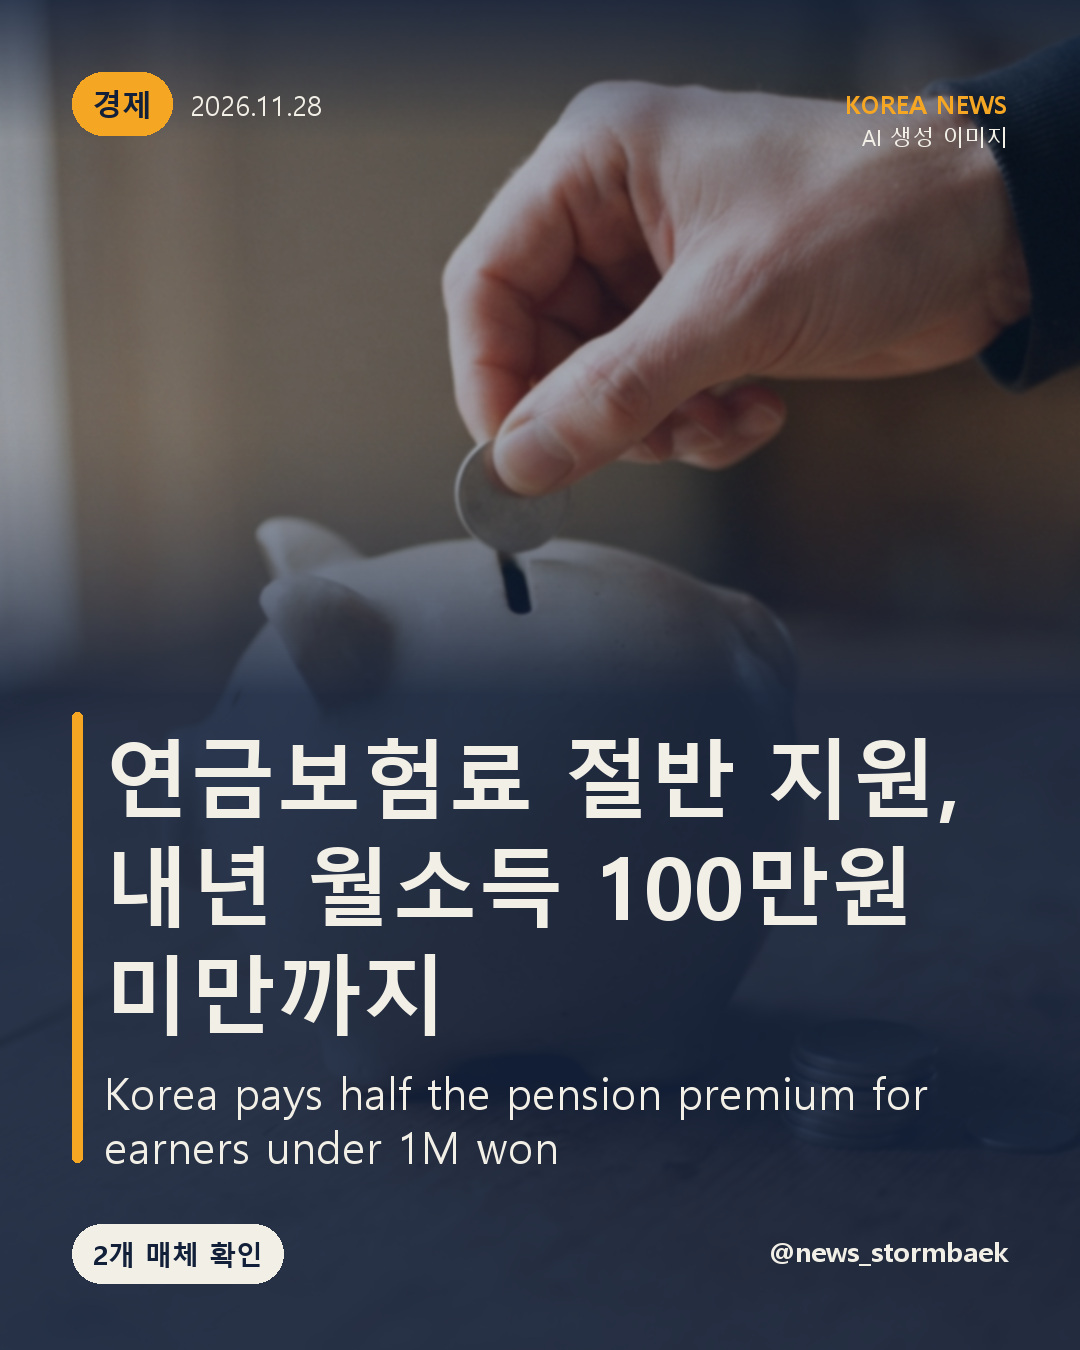 경제
2026.11.28
KOREA NEWS
AI 생성 이미지
연금보험료 절반 지원,
내년 월소득 100만원
미만까지
Korea pays half the pension premium for
earners under 1M won
2개 매체 확인
@news_stormbaek